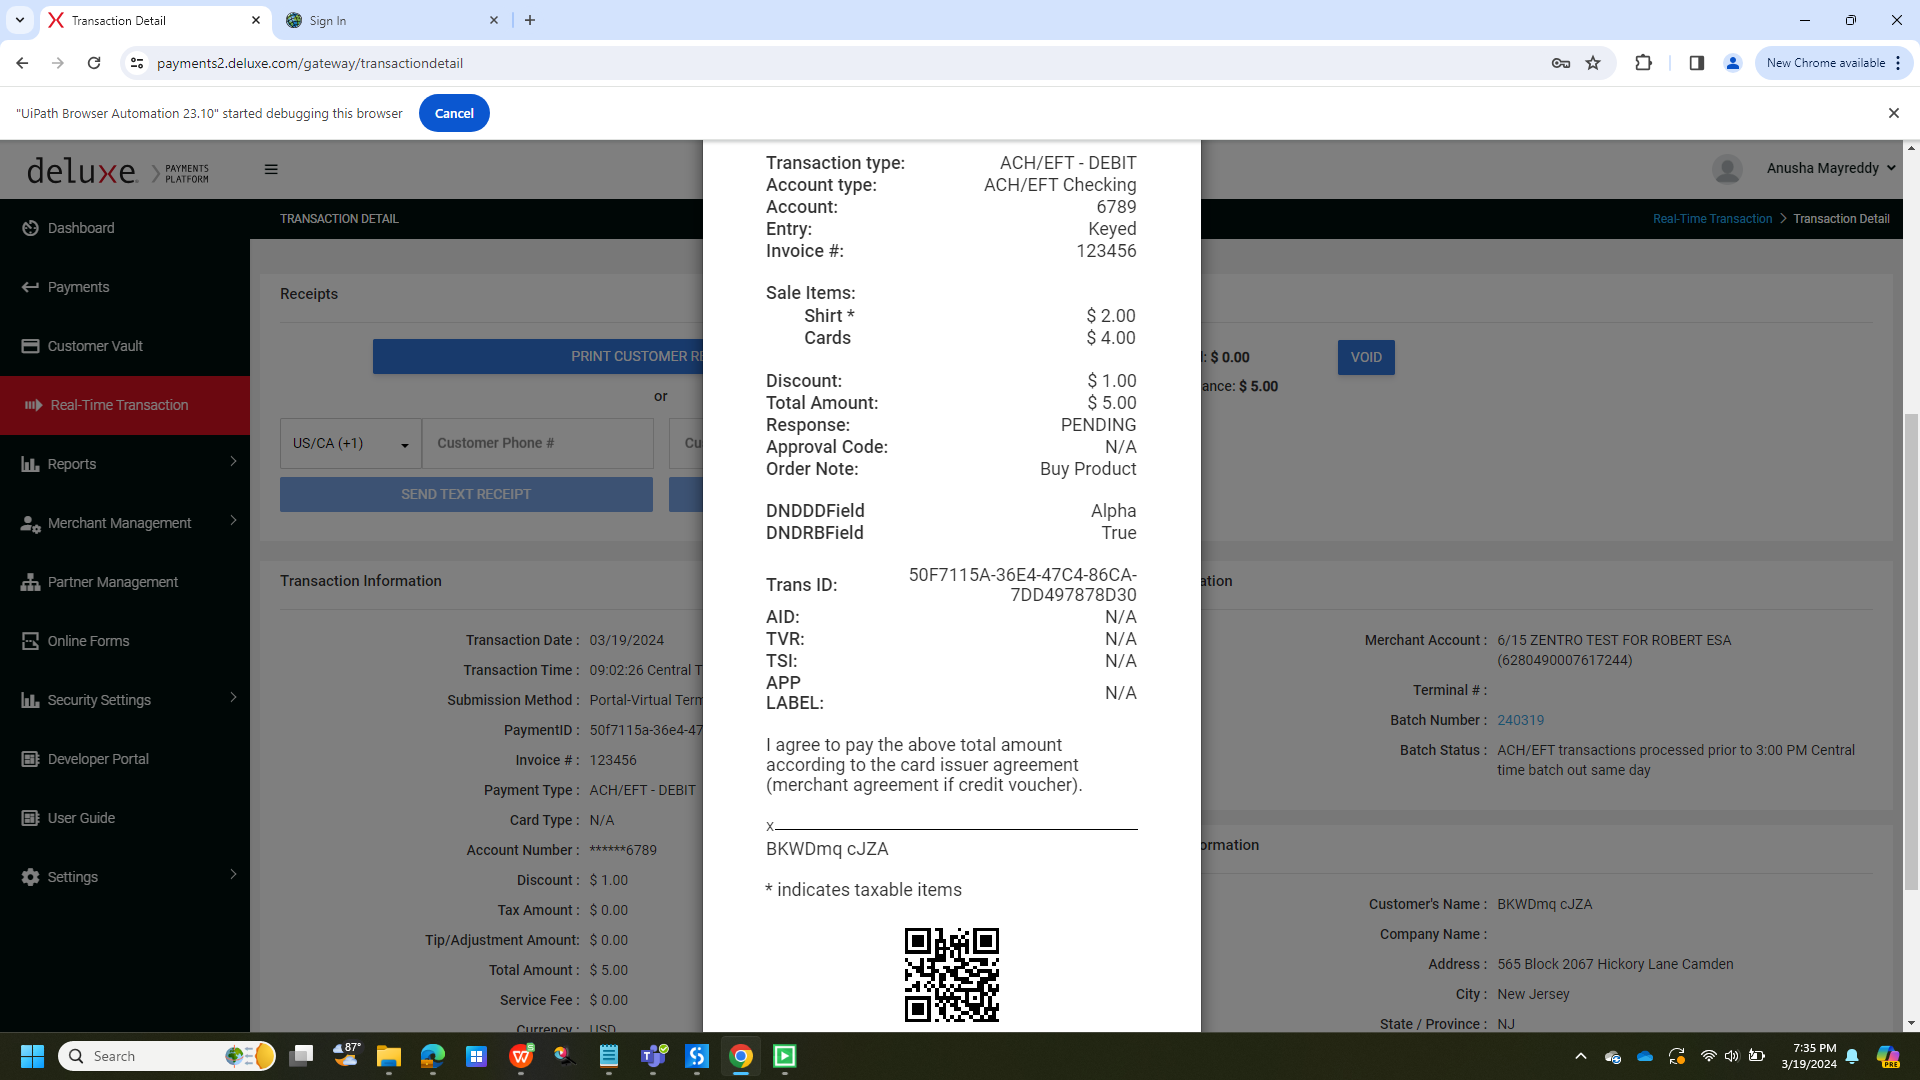 Transaction Detail
Sign In
payments2.deluxe.com/gateway/transactiondetail
New Chrome available
"UiPath Browser Automation 23.10" started debugging this browser
Cancel
deluxe. PAYMENTS PLATFORM
Anusha Mayreddy
TRANSACTION DETAIL
Real-Time Transaction > Transaction Detail
Dashboard
Payments
Customer Vault
Real-Time Transaction
Reports
Merchant Management
Partner Management
Online Forms
Security Settings
Developer Portal
User Guide
Settings
Receipts
PRINT CUSTOMER RE
or
US/CA (+1)
Customer Phone #
Cu
SEND TEXT RECEIPT
: $ 0.00
ance: $ 5.00
VOID
Transaction Information
Transaction Date : 03/19/2024
Transaction Time : 09:02:26 Central T
Submission Method : Portal-Virtual Term
PaymentID : 50f7115a-36e4-47
Invoice # : 123456
Payment Type : ACH/EFT - DEBIT
Card Type : N/A
Account Number : ******6789
Discount : $ 1.00
Tax Amount : $ 0.00
Tip/Adjustment Amount: $ 0.00
Total Amount : $ 5.00
Service Fee : $ 0.00
Currency : USD
Transaction type: ACH/EFT - DEBIT
Account type: ACH/EFT Checking
Account: 6789
Entry: Keyed
Invoice #: 123456
Sale Items:
Shirt * $ 2.00
Cards $ 4.00
Discount: $ 1.00
Total Amount: $ 5.00
Response: PENDING
Approval Code: N/A
Order Note: Buy Product
DNDDDField Alpha
DNDRBField True
Trans ID: 50F7115A-36E4-47C4-86CA-
7DD497878D30
AID: N/A
TVR: N/A
TSI: N/A
APP
LABEL: N/A
I agree to pay the above total amount
according to the card issuer agreement
(merchant agreement if credit voucher).
x
BKWDmq cJZA
* indicates taxable items
ation
Merchant Account : 6/15 ZENTRO TEST FOR ROBERT ESA
(6280490007617244)
Terminal # :
Batch Number : 240319
Batch Status : ACH/EFT transactions processed prior to 3:00 PM Central
time batch out same day
ormation
Customer's Name : BKWDmq cJZA
Company Name :
Address : 565 Block 2067 Hickory Lane Camden
City : New Jersey
State / Province : NJ
Search
87°
7:35 PM
3/19/2024
PRE